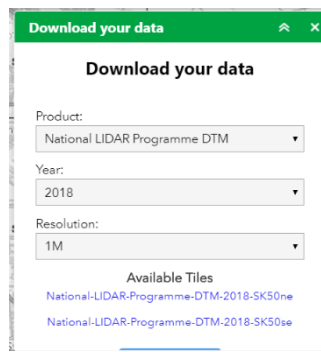 Download your data
Download your data
Product:
National LIDAR Programme DTM
Year:
2018
Resolution:
1M
Available Tiles
National-LIDAR-Programme-DTM-2018-SK50ne
National-LIDAR-Programme-DTM-2018-SK50se